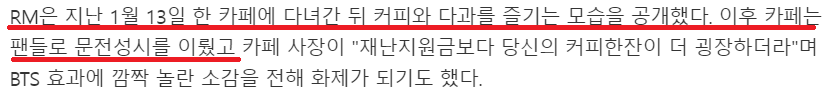 RM은 지난 1월 13일 한 카페에 다녀간 뒤 커피와 다과를 즐기는 모습을 공개했다. 이후 카페는
팬들로 문전성시를 이뤘고 카페 사장이 "재난지원금보다 당신의 커피한잔이 더 굉장하더라"며
BTS 효과에 깜짝 놀란 소감을 전해 화제가 되기도 했다.